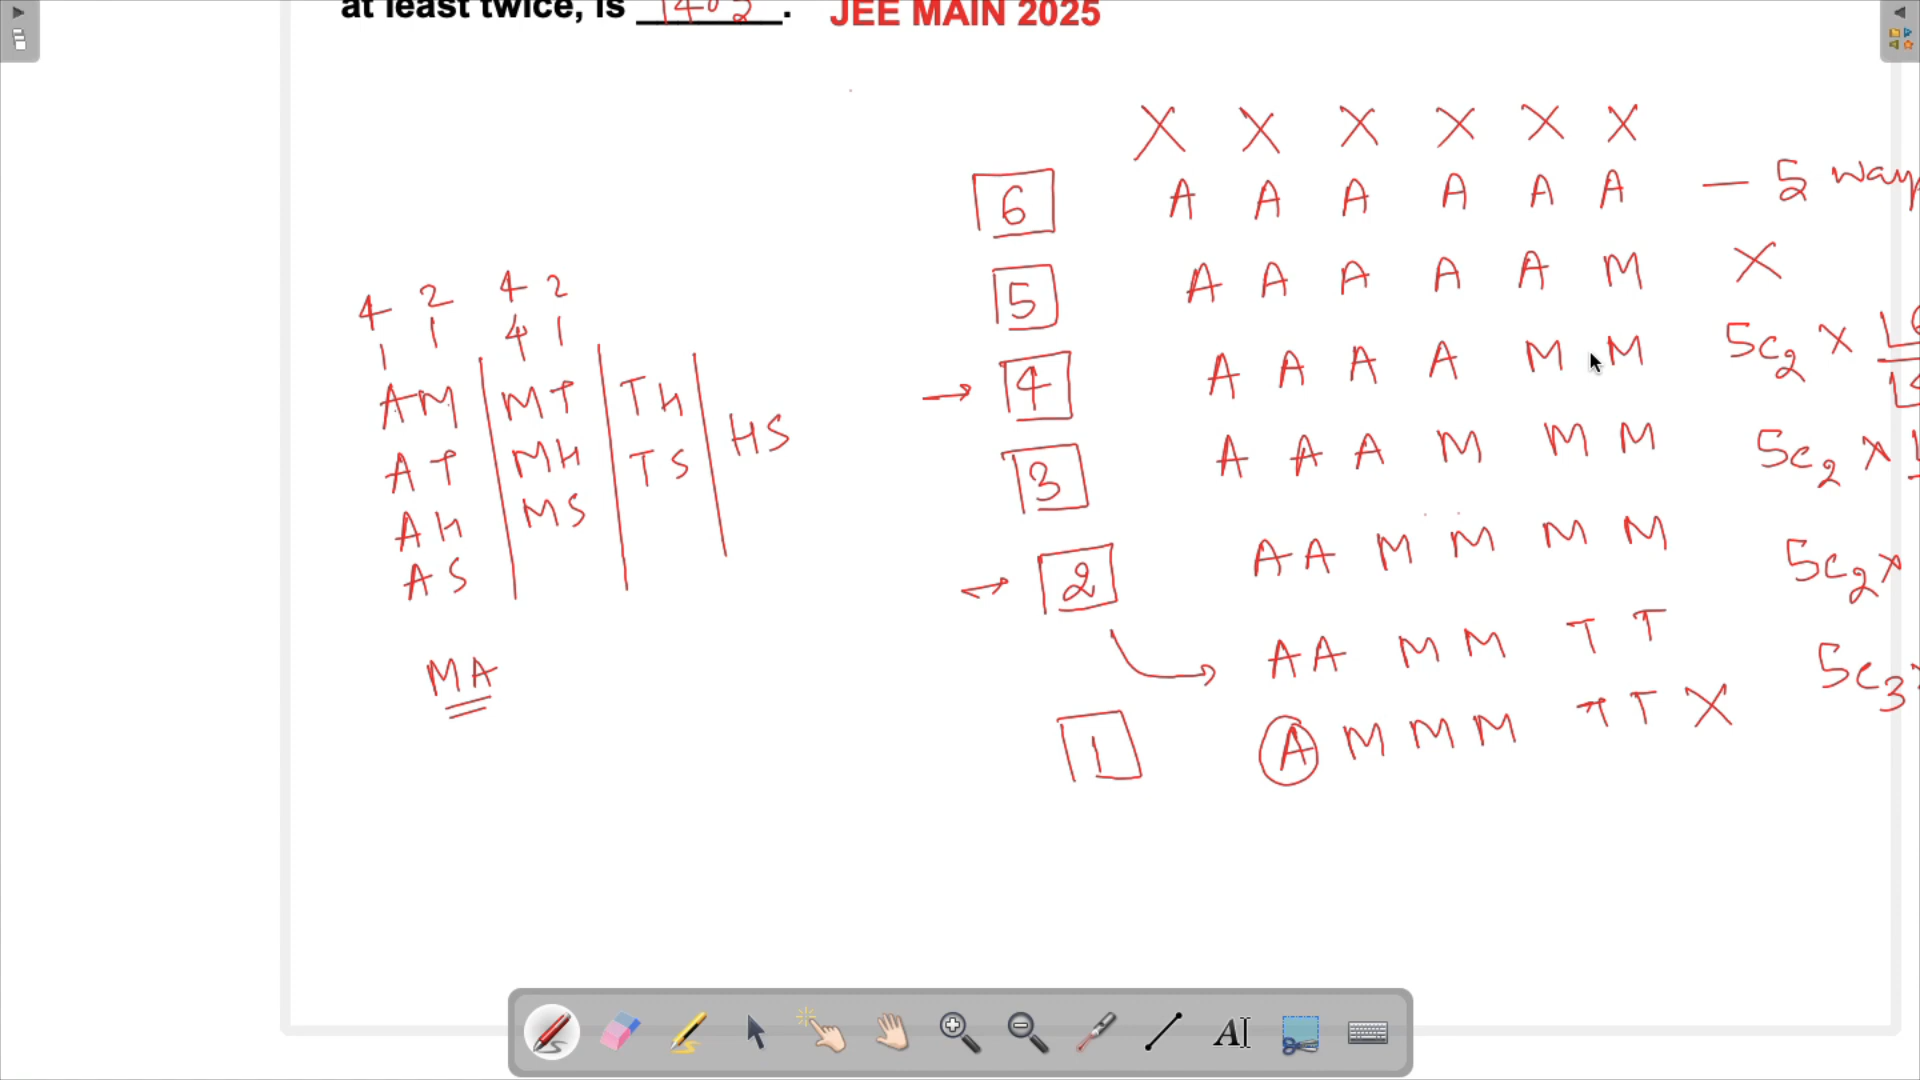 at least twice, is 1405. JEE MAIN 2025
X X X X X X
6 A A A A A A — 5 way
5 A A A A A M X
→ 4 A A A A M M 5c2 x
3 A A A M M M 5c2 x
2 A A M M M M 5c2 x
A A M M T T 5c3
1 A M M M T T X
4 2 4 2
1 1 4 1
AM MT TH HS
AT MH TS
AH MS
AS
MA
AI